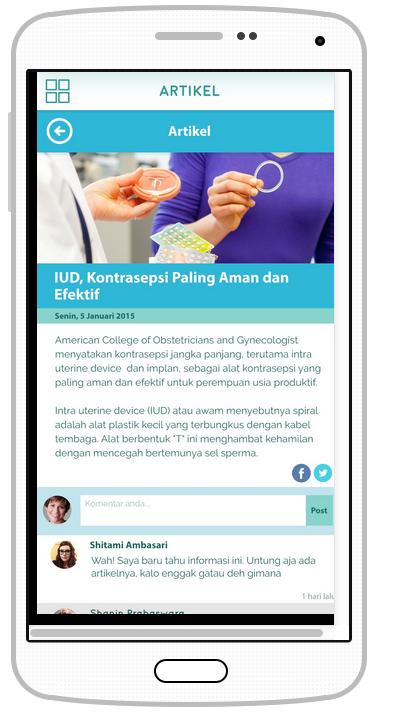 ARTIKEL
Artikel
IUD, Kontrasepsi Paling Aman dan
Efektif
Senin, 5 Januari 2015
American College of Obstetricians and Gynecologist
menyatakan kontrasepsi jangka panjang, terutama intra
uterine device dan implan, sebagai alat kontrasepsi yang
paling aman dan efektif untuk perempuan usia produktif.
Intra uterine device (IUD) atau awam menyebutnya spiral
adalah alat plastik kecil yang terbungkus dengan kabel
tembaga. Alat berbentuk "T" ini menghambat kehamilan
dengan mencegah bertemunya sel sperma.
Komentar anda...
Post
Shitami Ambasari
Wah! Saya baru tahu informasi ini. Untung aja ada
artikelnya, kalo enggak gatau deh gimana
1 hari lalu